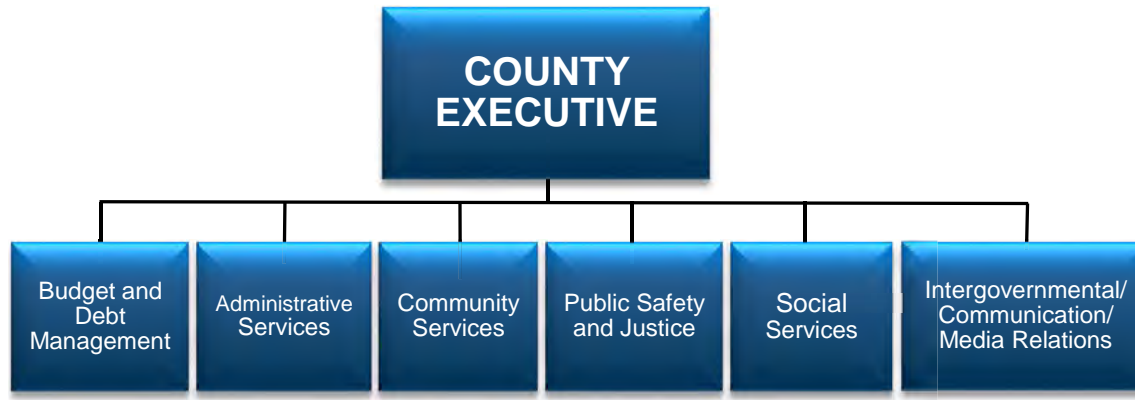 COUNTY
EXECUTIVE
Budget and
Debt
Management
Administrative
Services
Community
Services
Public Safety
and Justice
Social
Services
Intergovernmental/
Communication/
Media Relations